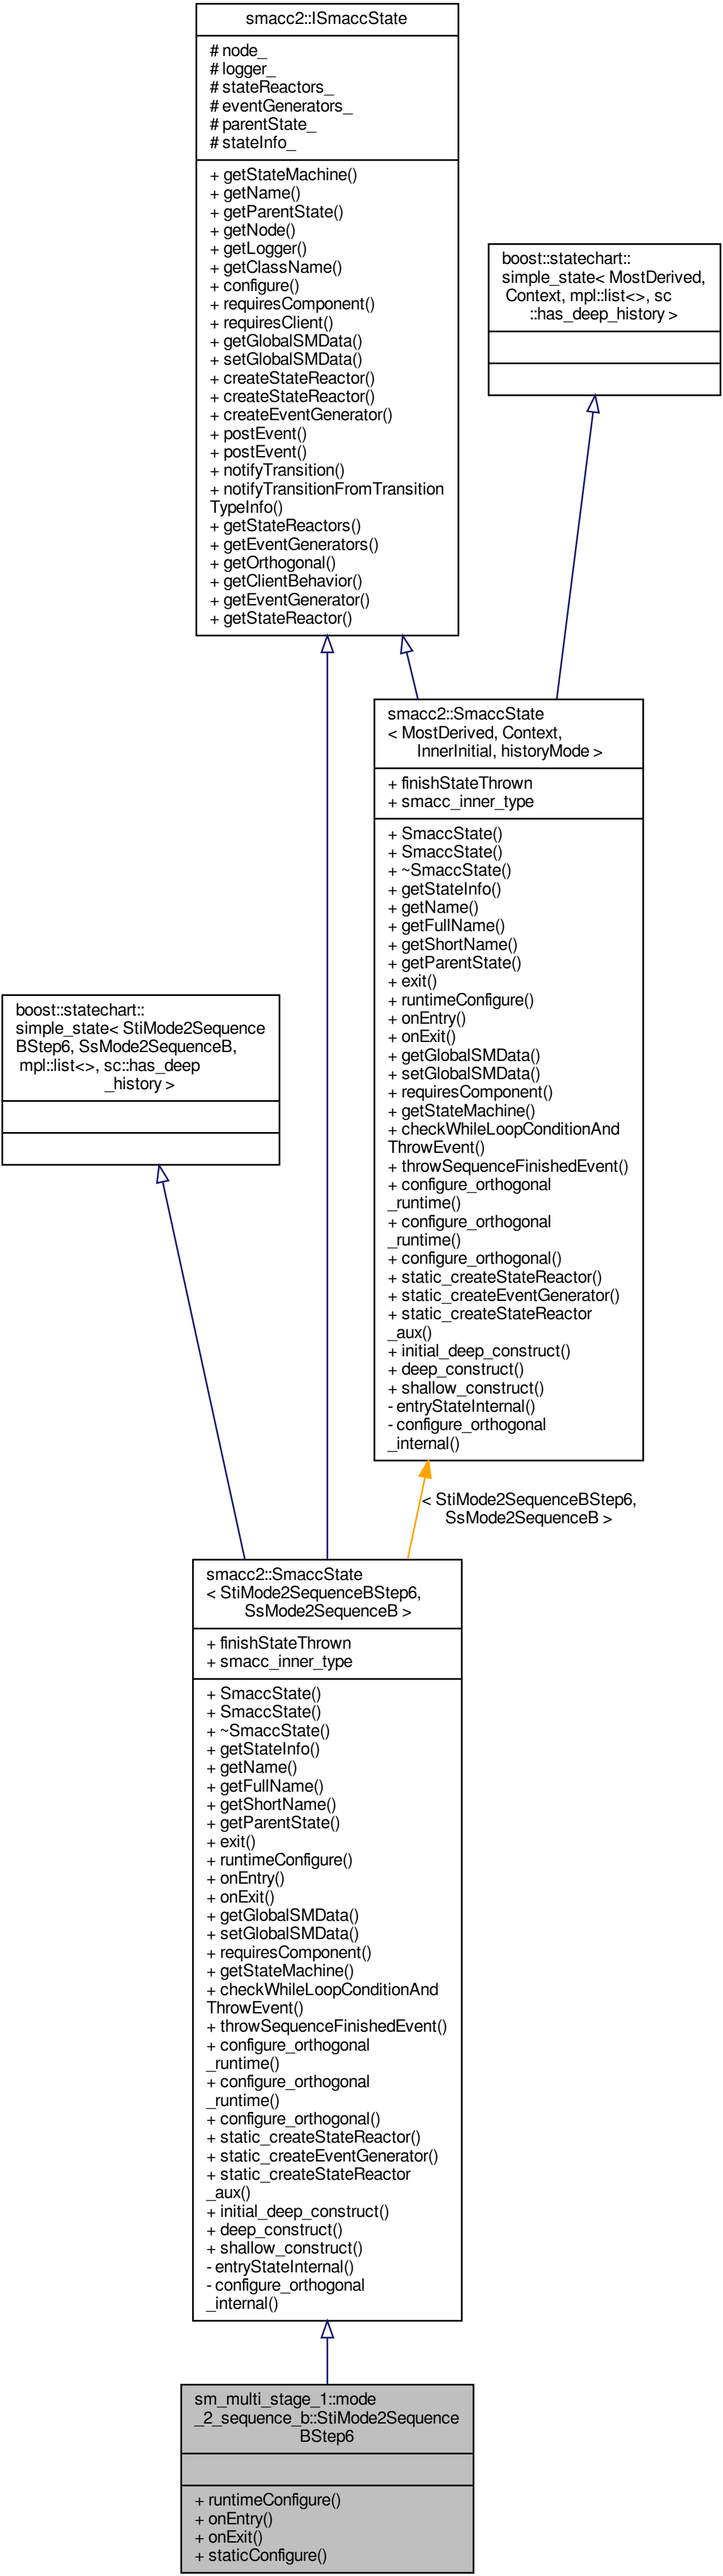 smacc2::ISmaccState
# node_
# logger_
# stateReactors_
# eventGenerators_
# parentState_
# stateInfo_
+ getStateMachine()
+ getName()
+ getParentState()
+ getNode()
+ getLogger()
+ getClassName()
+ configure()
+ requiresComponent()
+ requiresClient()
+ getGlobalSMData()
+ setGlobalSMData()
+ createStateReactor()
+ createStateReactor()
+ createEventGenerator()
+ postEvent()
+ postEvent()
+ notifyTransition()
+ notifyTransitionFromTransition
TypeInfo()
+ getStateReactors()
+ getEventGenerators()
+ getOrthogonal()
+ getClientBehavior()
+ getEventGenerator()
+ getStateReactor()
boost::statechart::
simple_state< MostDerived,
Context, mpl::list<>, sc
::has_deep_history >
smacc2::SmaccState
< MostDerived, Context,
InnerInitial, historyMode >
+ finishStateThrown
+ smacc_inner_type
+ SmaccState()
+ SmaccState()
+ ~SmaccState()
+ getStateInfo()
+ getName()
+ getFullName()
+ getShortName()
+ getParentState()
+ exit()
+ runtimeConfigure()
+ onEntry()
+ onExit()
+ getGlobalSMData()
+ setGlobalSMData()
+ requiresComponent()
+ getStateMachine()
+ checkWhileLoopConditionAnd
ThrowEvent()
+ throwSequenceFinishedEvent()
+ configure_orthogonal
_runtime()
+ configure_orthogonal
_runtime()
+ configure_orthogonal()
+ static_createStateReactor()
+ static_createEventGenerator()
+ static_createStateReactor
_aux()
+ initial_deep_construct()
+ deep_construct()
+ shallow_construct()
- entryStateInternal()
- configure_orthogonal
_internal()
boost::statechart::
simple_state< StiMode2Sequence
BStep6, SsMode2SequenceB,
mpl::list<>, sc::has_deep
_history >
< StiMode2SequenceBStep6,
SsMode2SequenceB >
smacc2::SmaccState
< StiMode2SequenceBStep6,
SsMode2SequenceB >
+ finishStateThrown
+ smacc_inner_type
+ SmaccState()
+ SmaccState()
+ ~SmaccState()
+ getStateInfo()
+ getName()
+ getFullName()
+ getShortName()
+ getParentState()
+ exit()
+ runtimeConfigure()
+ onEntry()
+ onExit()
+ getGlobalSMData()
+ setGlobalSMData()
+ requiresComponent()
+ getStateMachine()
+ checkWhileLoopConditionAnd
ThrowEvent()
+ throwSequenceFinishedEvent()
+ configure_orthogonal
_runtime()
+ configure_orthogonal
_runtime()
+ configure_orthogonal()
+ static_createStateReactor()
+ static_createEventGenerator()
+ static_createStateReactor
_aux()
+ initial_deep_construct()
+ deep_construct()
+ shallow_construct()
- entryStateInternal()
- configure_orthogonal
_internal()
sm_multi_stage_1::mode
_2_sequence_b::StiMode2Sequence
BStep6
+ runtimeConfigure()
+ onEntry()
+ onExit()
+ staticConfigure()